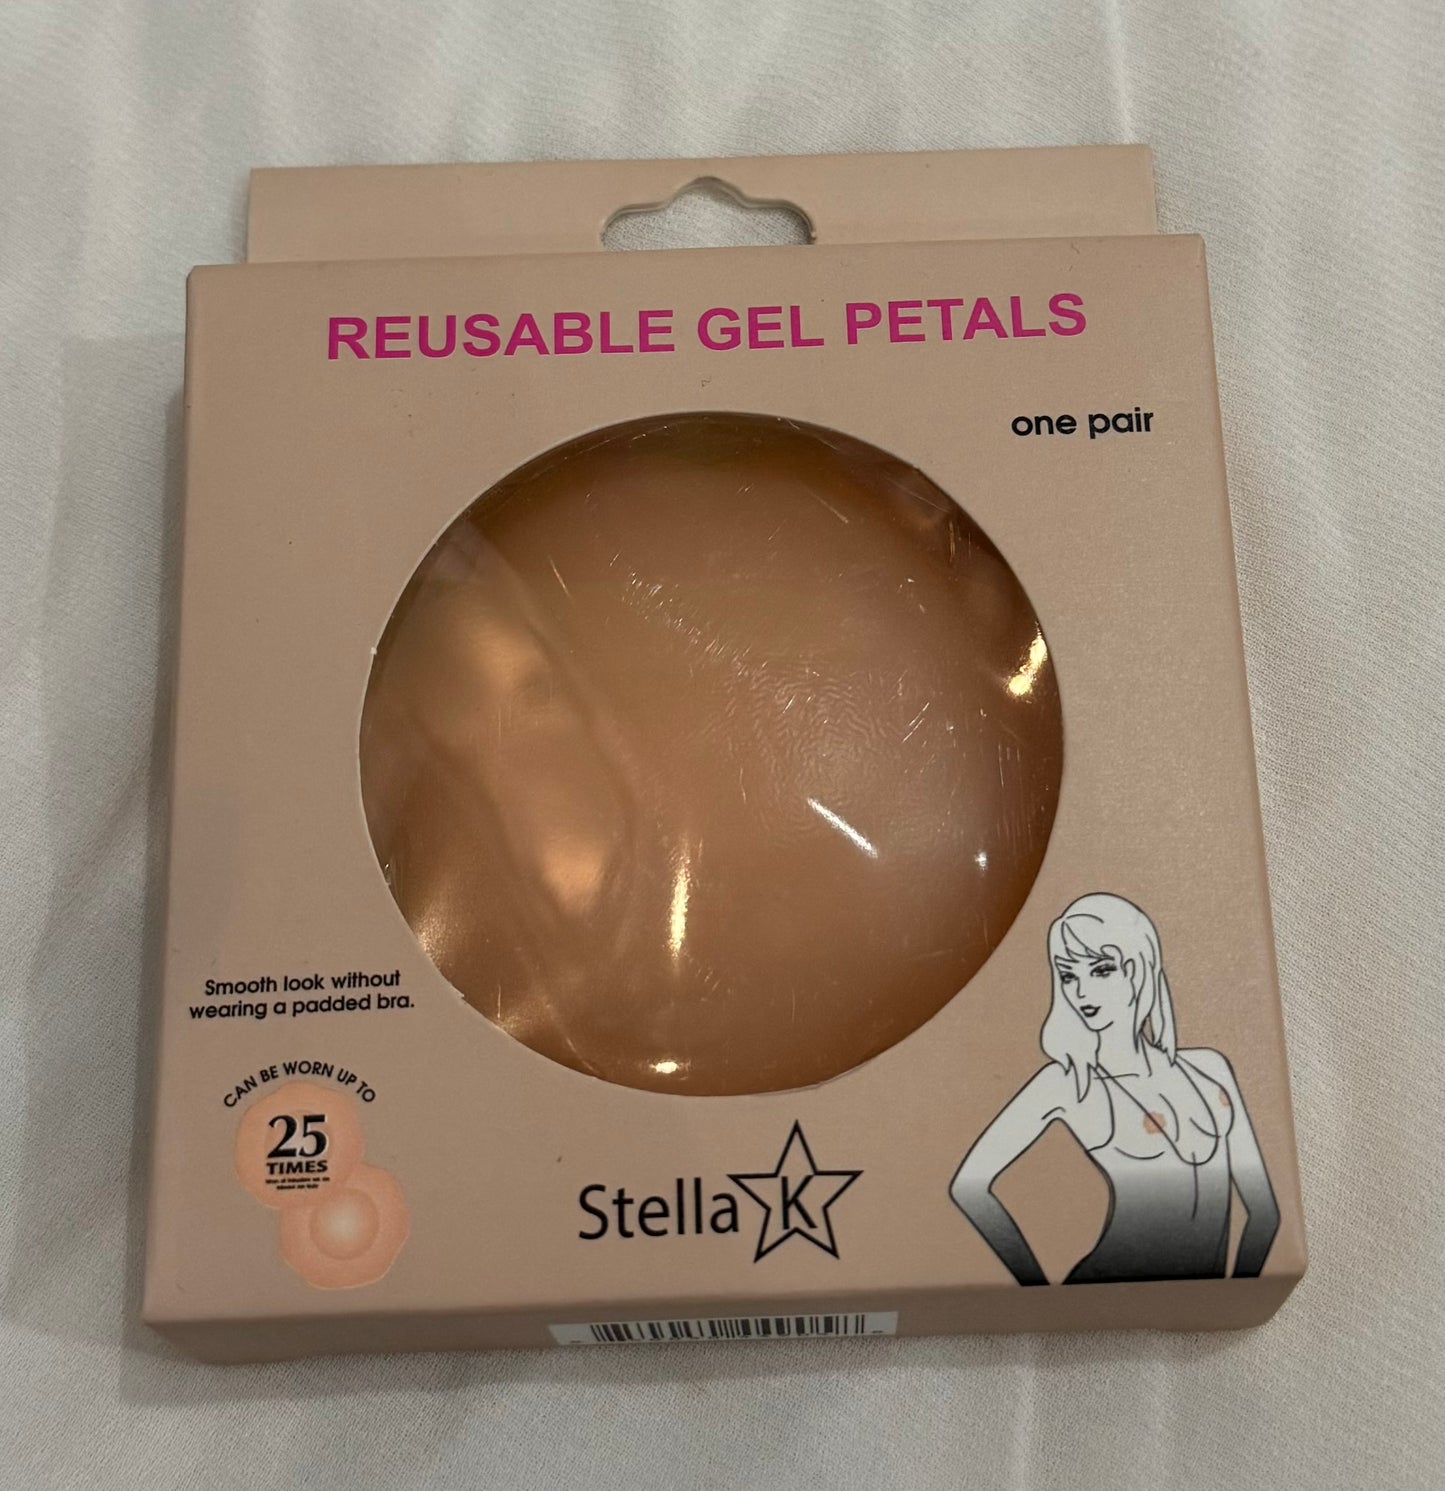 REUSABLE GEL PETALS
one pair
Smooth look without
wearing a padded bra.
CAN BE WORN UP TO
25
TIMES
Stella K